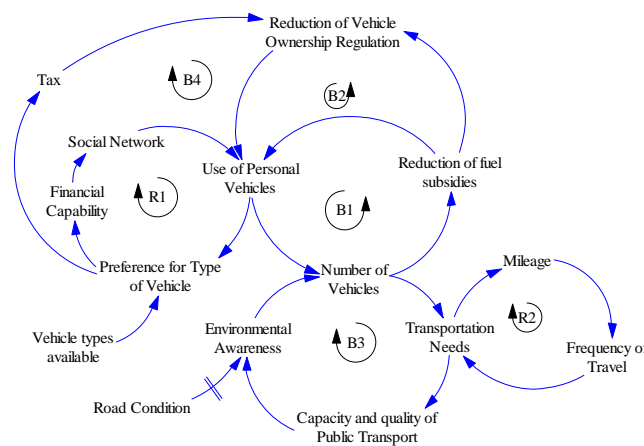 Reduction of Vehicle
Ownership Regulation
Tax
B4
B2
Social Network
Use of Personal
Vehicles
Reduction of fuel
subsidies
Financial
Capability
R1
B1
Preference for Type
of Vehicle
Number of
Vehicles
Mileage
Vehicle types
available
Environmental
Awareness
B3
Transportation
Needs
R2
Frequency of
Travel
Road Condition
Capacity and quality of
Public Transport